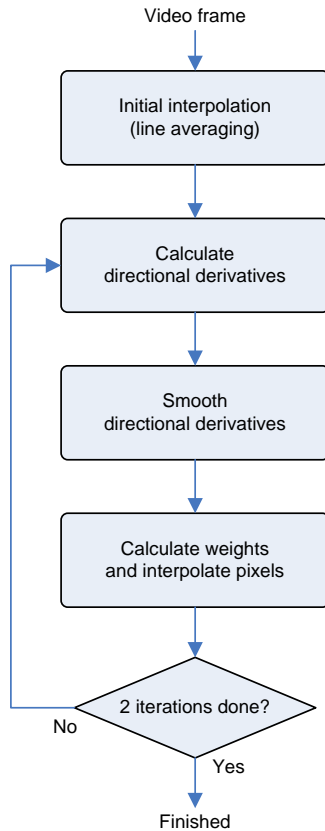 Video frame
Initial interpolation
(line averaging)
Calculate
directional derivatives
Smooth
directional derivatives
Calculate weights
and interpolate pixels
2 iterations done?
No
Yes
Finished